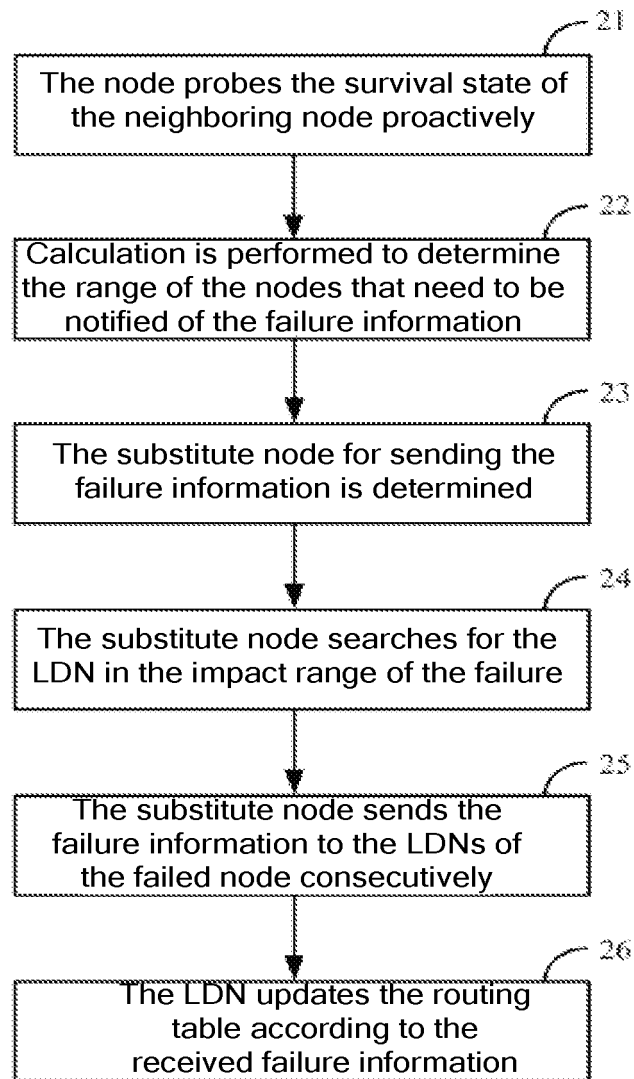 21
The node probes the survival state of
the neighboring node proactively
22
Calculation is performed to determine
the range of the nodes that need to be
notified of the failure information
23
The substitute node for sending the
failure information is determined
24
The substitute node searches for the
LDN in the impact range of the failure
25
The substitute node sends the
failure information to the LDNs of
the failed node consecutively
26
The LDN updates the routing
table according to the
received failure information